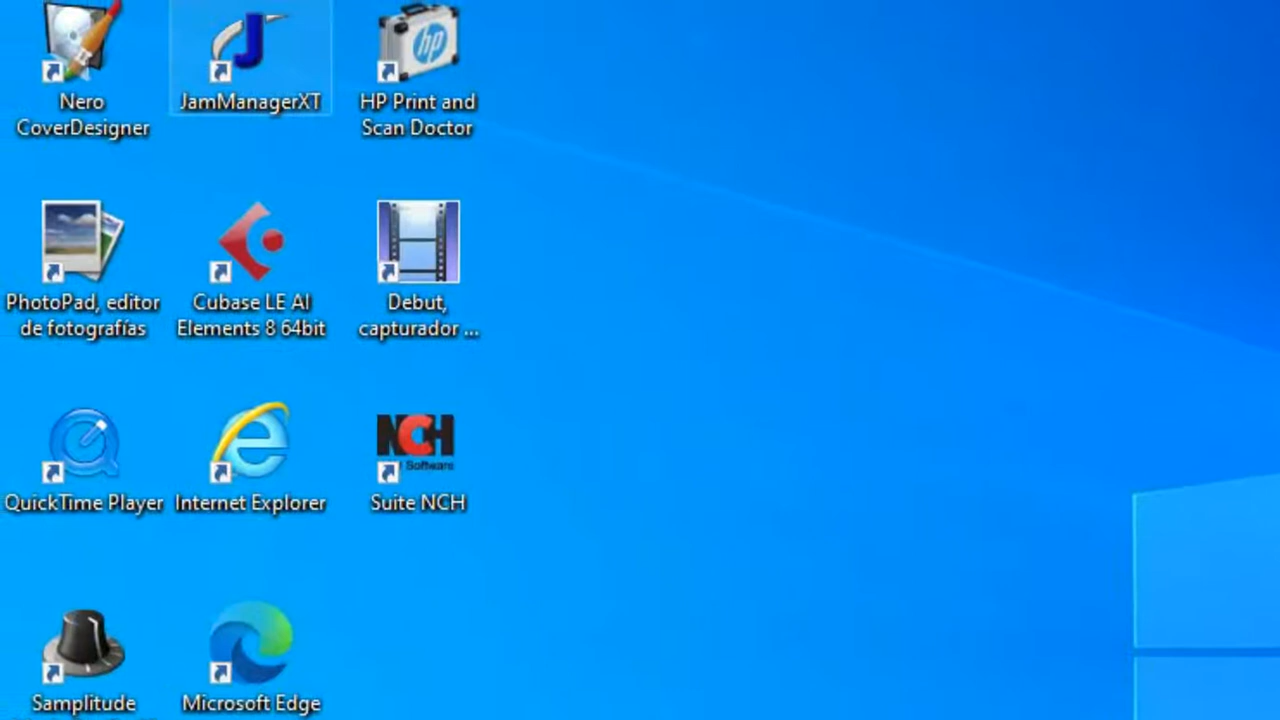 Nero
CoverDesigner
JamManagerXT
HP Print and
Scan Doctor
hp
PhotoPad, editor
de fotografías
Cubase LE AI
Elements 8 64bit
Debut,
capturador ...
QuickTime Player
Internet Explorer
NCH
Software
Suite NCH
Samplitude
Microsoft Edge